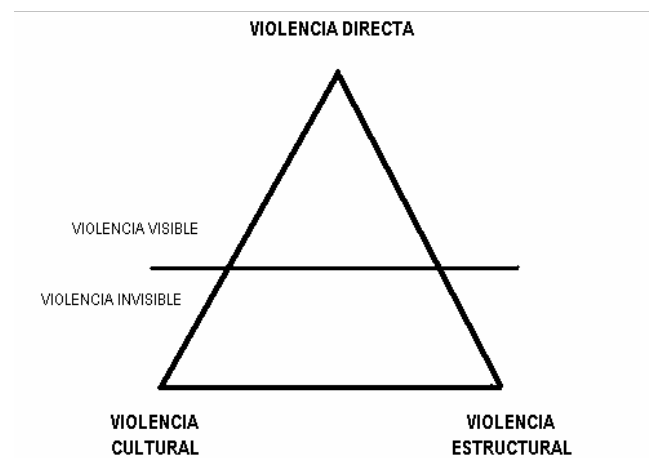 VIOLENCIA DIRECTA
VIOLENCIA VISIBLE
VIOLENCIA INVISIBLE
VIOLENCIA
CULTURAL
VIOLENCIA
ESTRUCTURAL